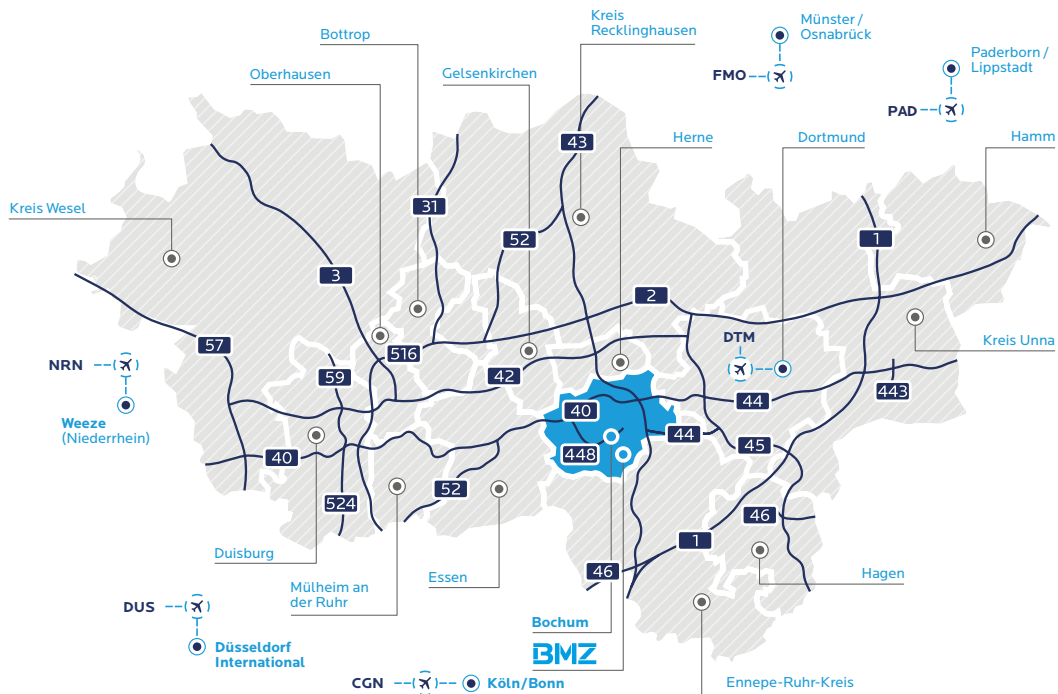 Kreis
Recklinghausen
Münster /
Osnabrück
Bottrop
FMO
Paderborn /
Lippstadt
Oberhausen
Gelsenkirchen
PAD
Herne
Dortmund
Hamm
43
31
Kreis Wesel
52
1
3
2
57
DTM
Kreis Unna
516
NRN
59
42
443
44
Weeze
(Niederrhein)
40
44
45
448
40
52
524
46
1
Duisburg
46
Mülheim an
der Ruhr
Essen
Hagen
DUS
Bochum
Düsseldorf
International
BMZ
CGN
Köln/Bonn
Ennepe-Ruhr-Kreis